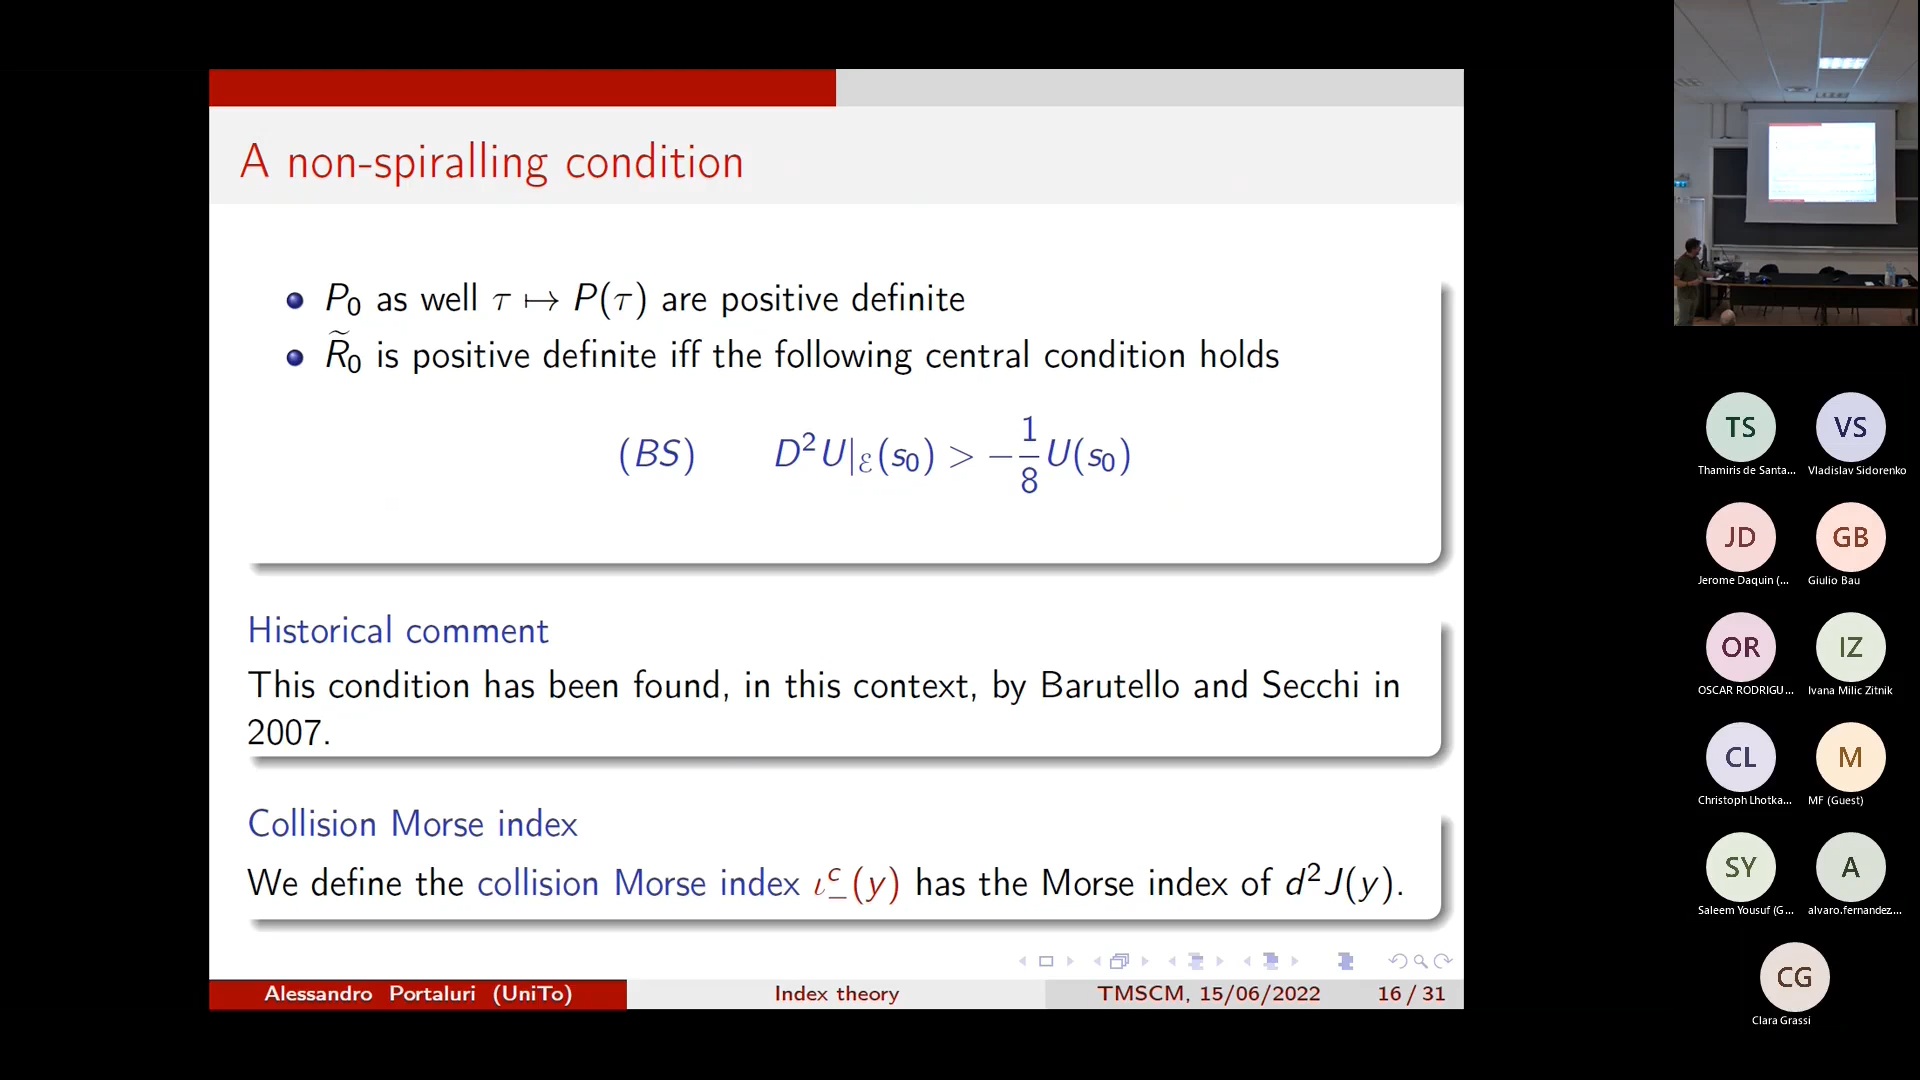 A non-spiralling condition
P₀ as well τ ↦ P(τ) are positive definite
R̃₀ is positive definite iff the following central condition holds
(BS) D²U|_ℰ(s₀) > −1/8 U(s₀)
Historical comment
This condition has been found, in this context, by Barutello and Secchi in
2007.
Collision Morse index
We define the collision Morse index ι_−^c(y) has the Morse index of d²J(y).
Alessandro Portaluri (UniTo) Index theory TMSCM, 15/06/2022 16 / 31
TS VS
Thamiris de Santa... Vladislav Sidorenko
JD GB
Jerome Daquin (... Giulio Bau
OR IZ
OSCAR RODRIGU... Ivana Milic Zitnik
CL M
Christoph Lhotka... MF (Guest)
SY A
Saleem Yousuf (G... alvaro.fernandez....
CG
Clara Grassi